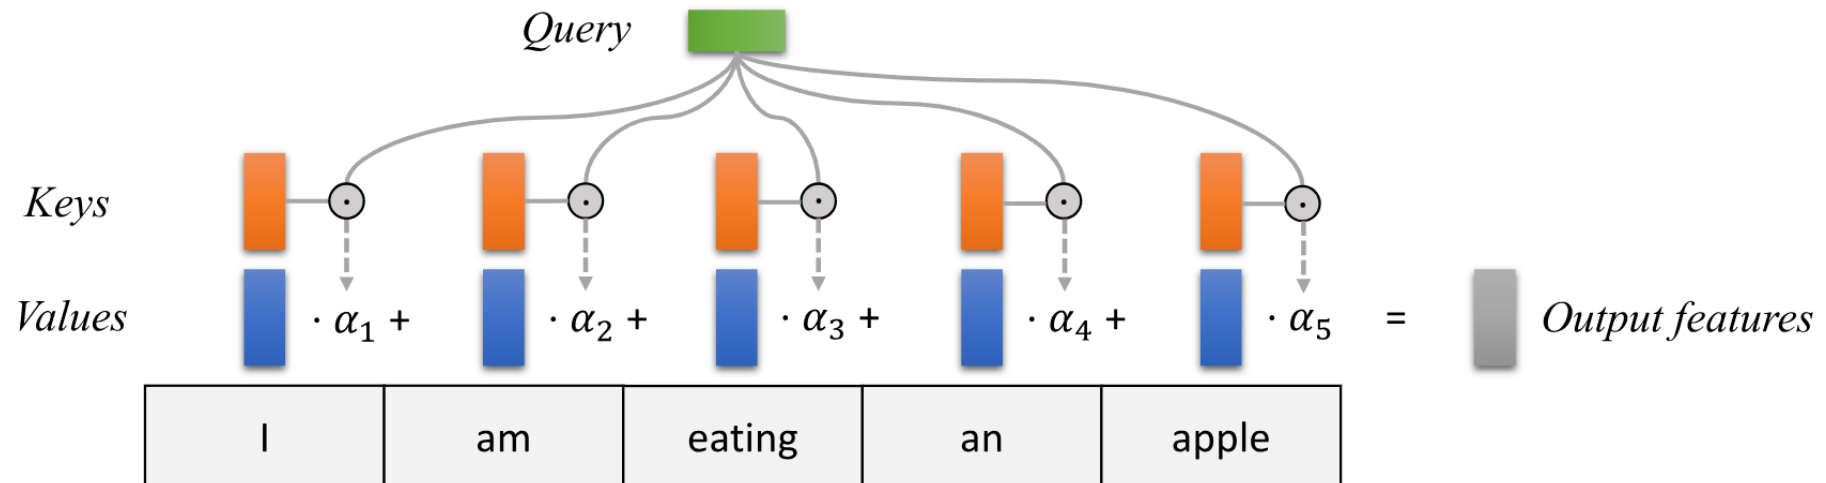 Query
Keys
Values · α₁ + · α₂ + · α₃ + · α₄ + · α₅ = Output features
I am eating an apple